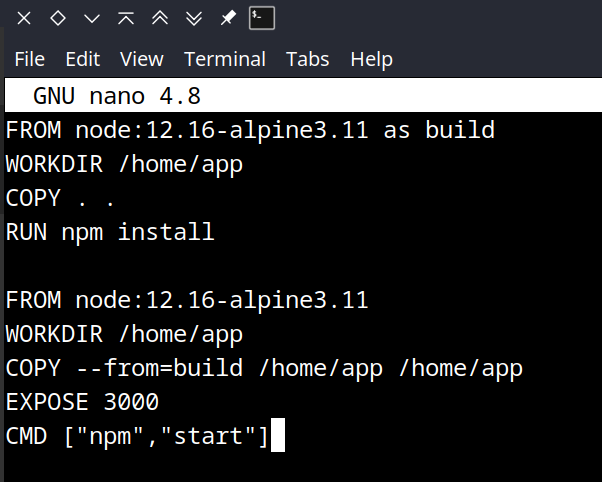 File Edit View Terminal Tabs Help
GNU nano 4.8
FROM node:12.16-alpine3.11 as build
WORKDIR /home/app
COPY . .
RUN npm install
FROM node:12.16-alpine3.11
WORKDIR /home/app
COPY --from=build /home/app /home/app
EXPOSE 3000
CMD ["npm","start"]